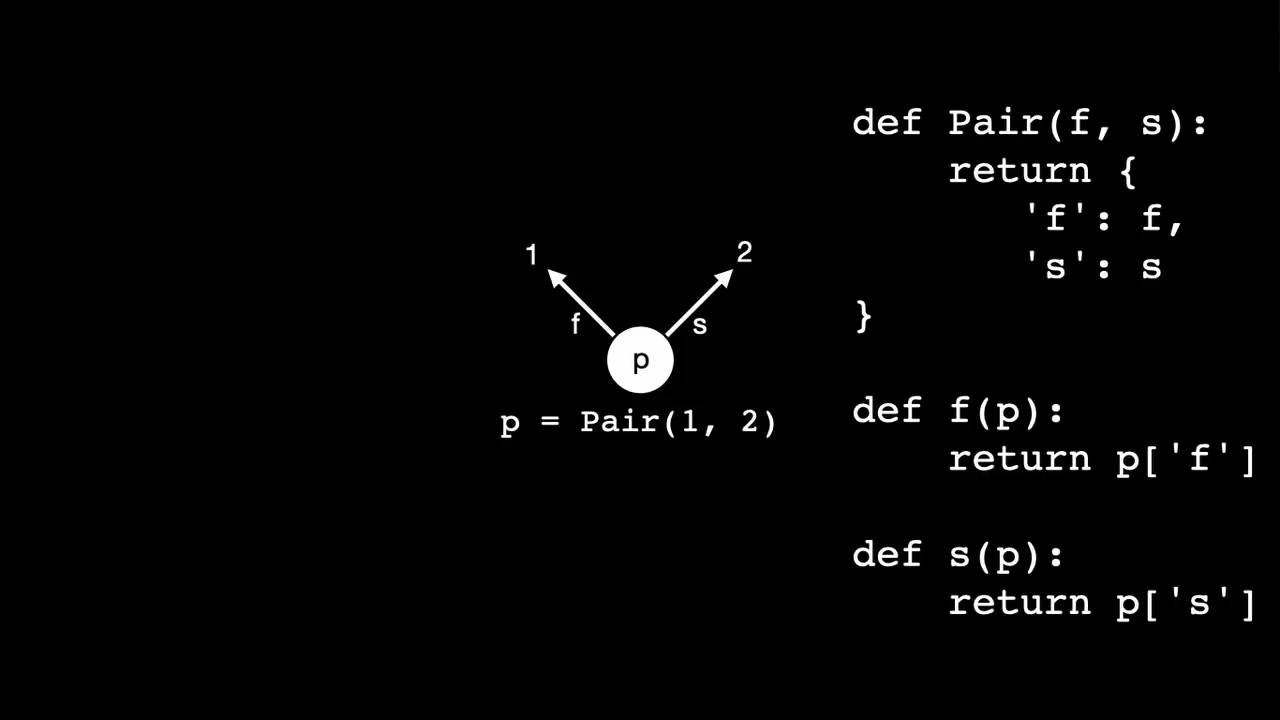 1
2
f
s
p
p = Pair(1, 2)
def Pair(f, s):
    return {
        'f': f,
        's': s
}
def f(p):
    return p['f']
def s(p):
    return p['s']